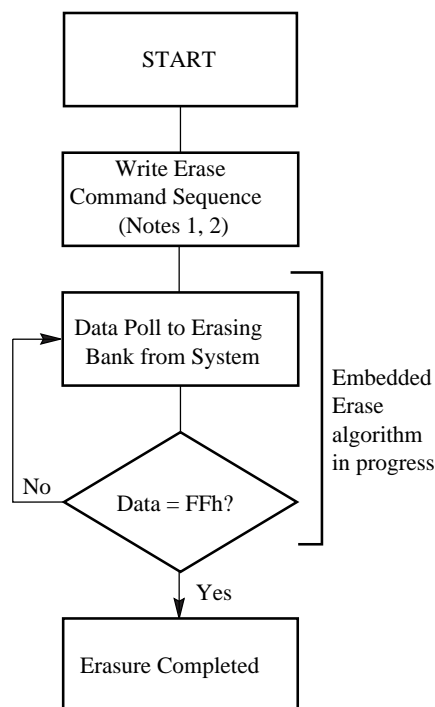 START
Write Erase
Command Sequence
(Notes 1, 2)
Data Poll to Erasing
Bank from System
Embedded
Erase
algorithm
in progress
No
Data = FFh?
Yes
Erasure Completed